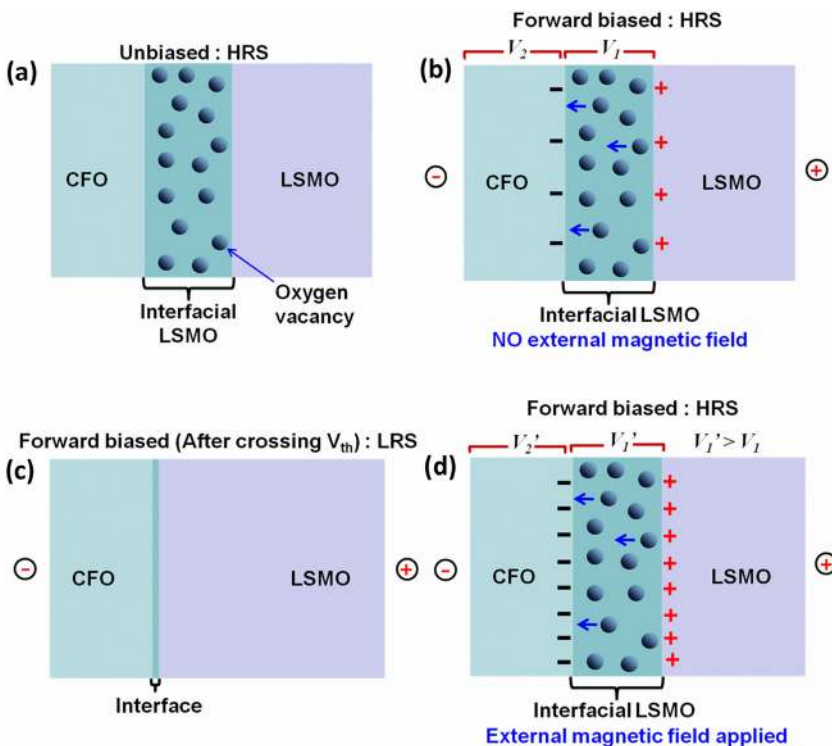 (a)
Unbiased : HRS
CFO
LSMO
Oxygen
vacancy
Interfacial
LSMO
Forward biased : HRS
(b)
V₂
V₁
-
-
-
-
+
+
+
+
-
CFO
LSMO
+
Interfacial LSMO
NO external magnetic field
Forward biased (After crossing Vth) : LRS
(c)
-
CFO
LSMO
+
Interface
Forward biased : HRS
V₂'
V₁'
V₁' > V₁
(d)
-
-
-
-
-
-
-
-
+
+
+
+
+
+
+
+
-
CFO
LSMO
+
Interfacial LSMO
External magnetic field applied